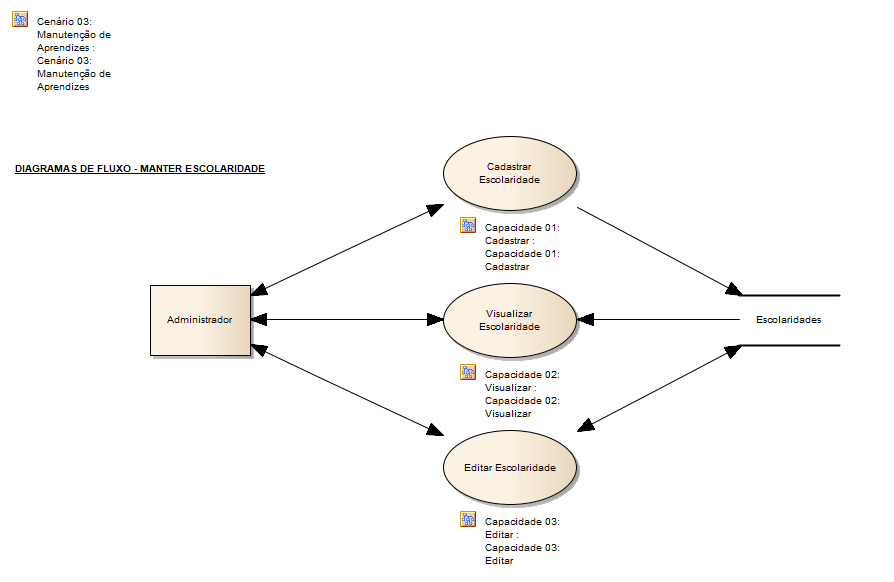 Cenário 03:
Manutenção de
Aprendizes :
Cenário 03:
Manutenção de
Aprendizes
DIAGRAMAS DE FLUXO - MANTER ESCOLARIDADE
Cadastrar
Escolaridade
Capacidade 01:
Cadastrar :
Capacidade 01:
Cadastrar
Administrador
Visualizar
Escolaridade
Escolaridades
Capacidade 02:
Visualizar :
Capacidade 02:
Visualizar
Editar Escolaridade
Capacidade 03:
Editar :
Capacidade 03:
Editar